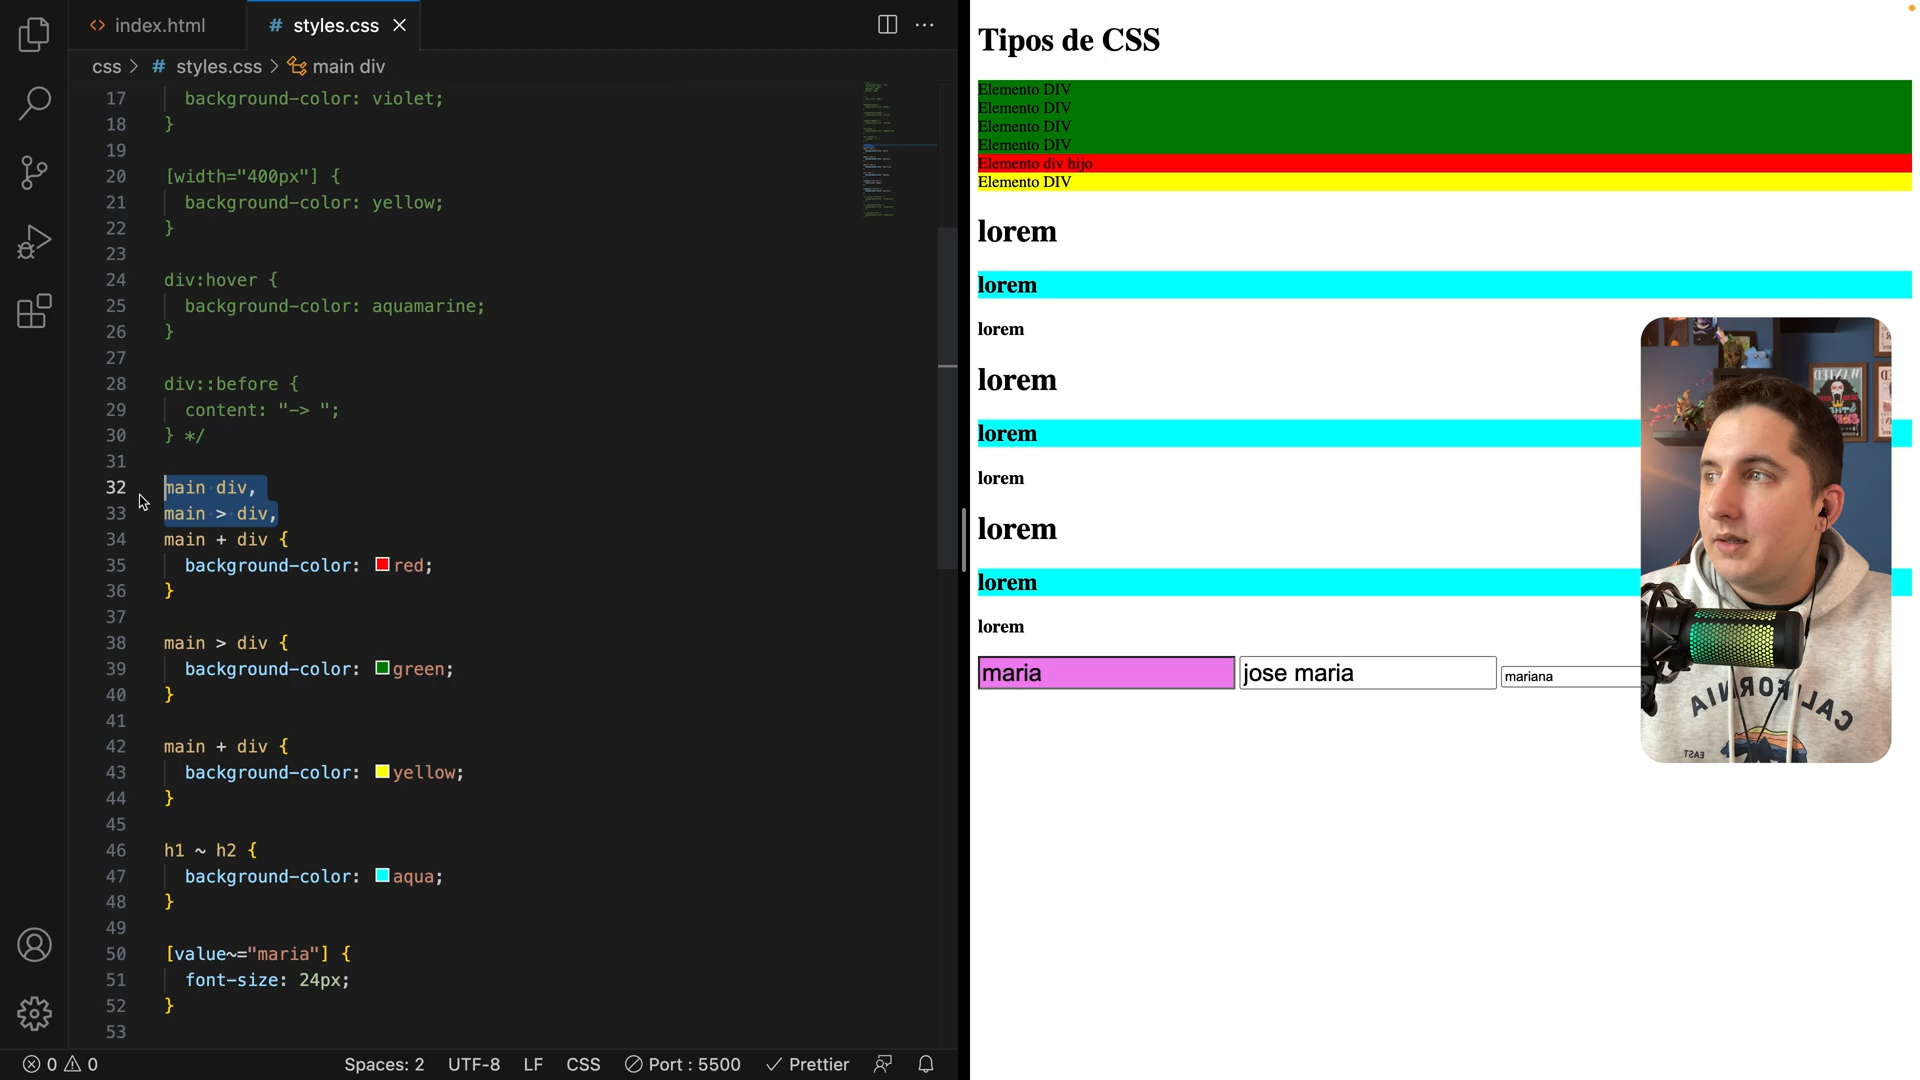 index.html
# styles.css
css > # styles.css > main div
17 background-color: violet;
18 }
19
20 [width="400px"] {
21 background-color: yellow;
22 }
23
24 div:hover {
25 background-color: aquamarine;
26 }
27
28 div::before {
29 content: "-> ";
30 } */
31
32 main div,
33 main > div,
34 main + div {
35 background-color: red;
36 }
37
38 main > div {
39 background-color: green;
40 }
41
42 main + div {
43 background-color: yellow;
44 }
45
46 h1 ~ h2 {
47 background-color: aqua;
48 }
49
50 [value~="maria"] {
51 font-size: 24px;
52 }
53
0 0 Spaces: 2 UTF-8 LF CSS Port : 5500 Prettier
Tipos de CSS
Elemento DIV
Elemento DIV
Elemento DIV
Elemento DIV
Elemento div hijo
Elemento DIV
lorem
lorem
lorem
lorem
lorem
lorem
lorem
lorem
lorem
maria jose maria mariana
WANTED
CALIFORNIA
EAST